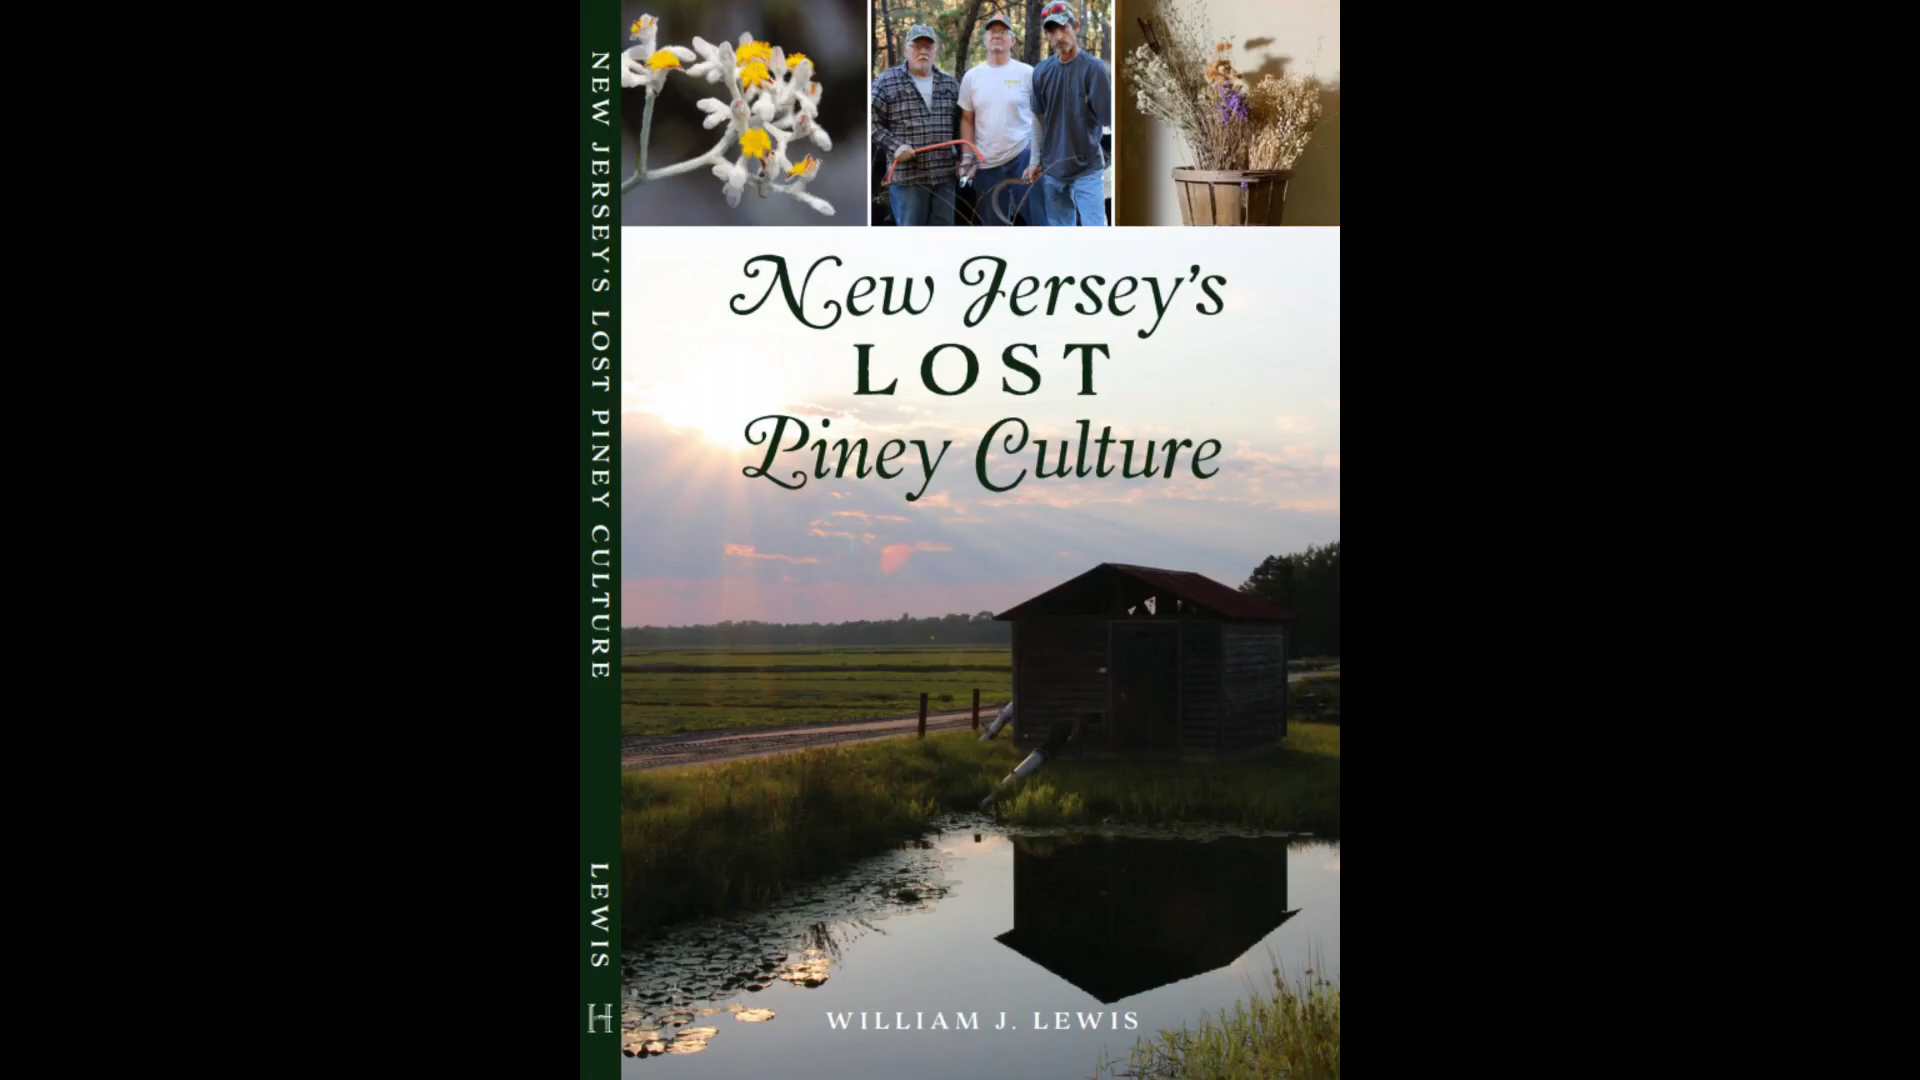 NEW JERSEY'S LOST PINEY CULTURE
LEWIS
H
New Jersey's
LOST
Piney Culture
WILLIAM J. LEWIS